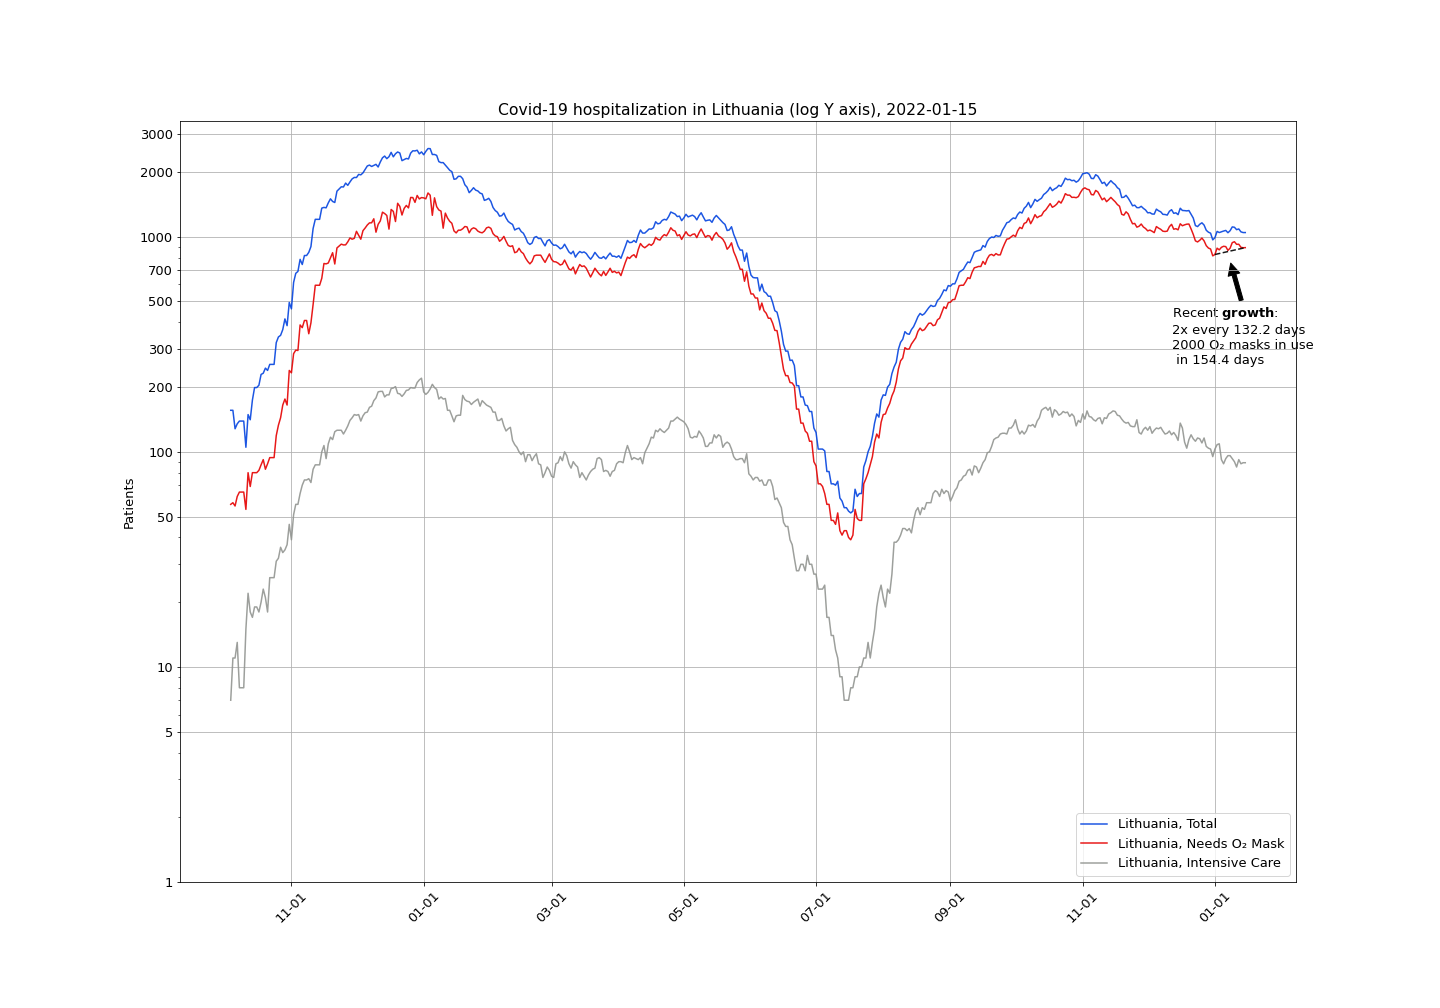 Covid-19 hospitalization in Lithuania (log Y axis), 2022-01-15
3000
2000
1000
700
500
300
200
100
50
10
5
1
Patients
Recent growth:
2x every 132.2 days
2000 O₂ masks in use
in 154.4 days
Lithuania, Total
Lithuania, Needs O₂ Mask
Lithuania, Intensive Care
11-01
01-01
03-01
05-01
07-01
09-01
11-01
01-01